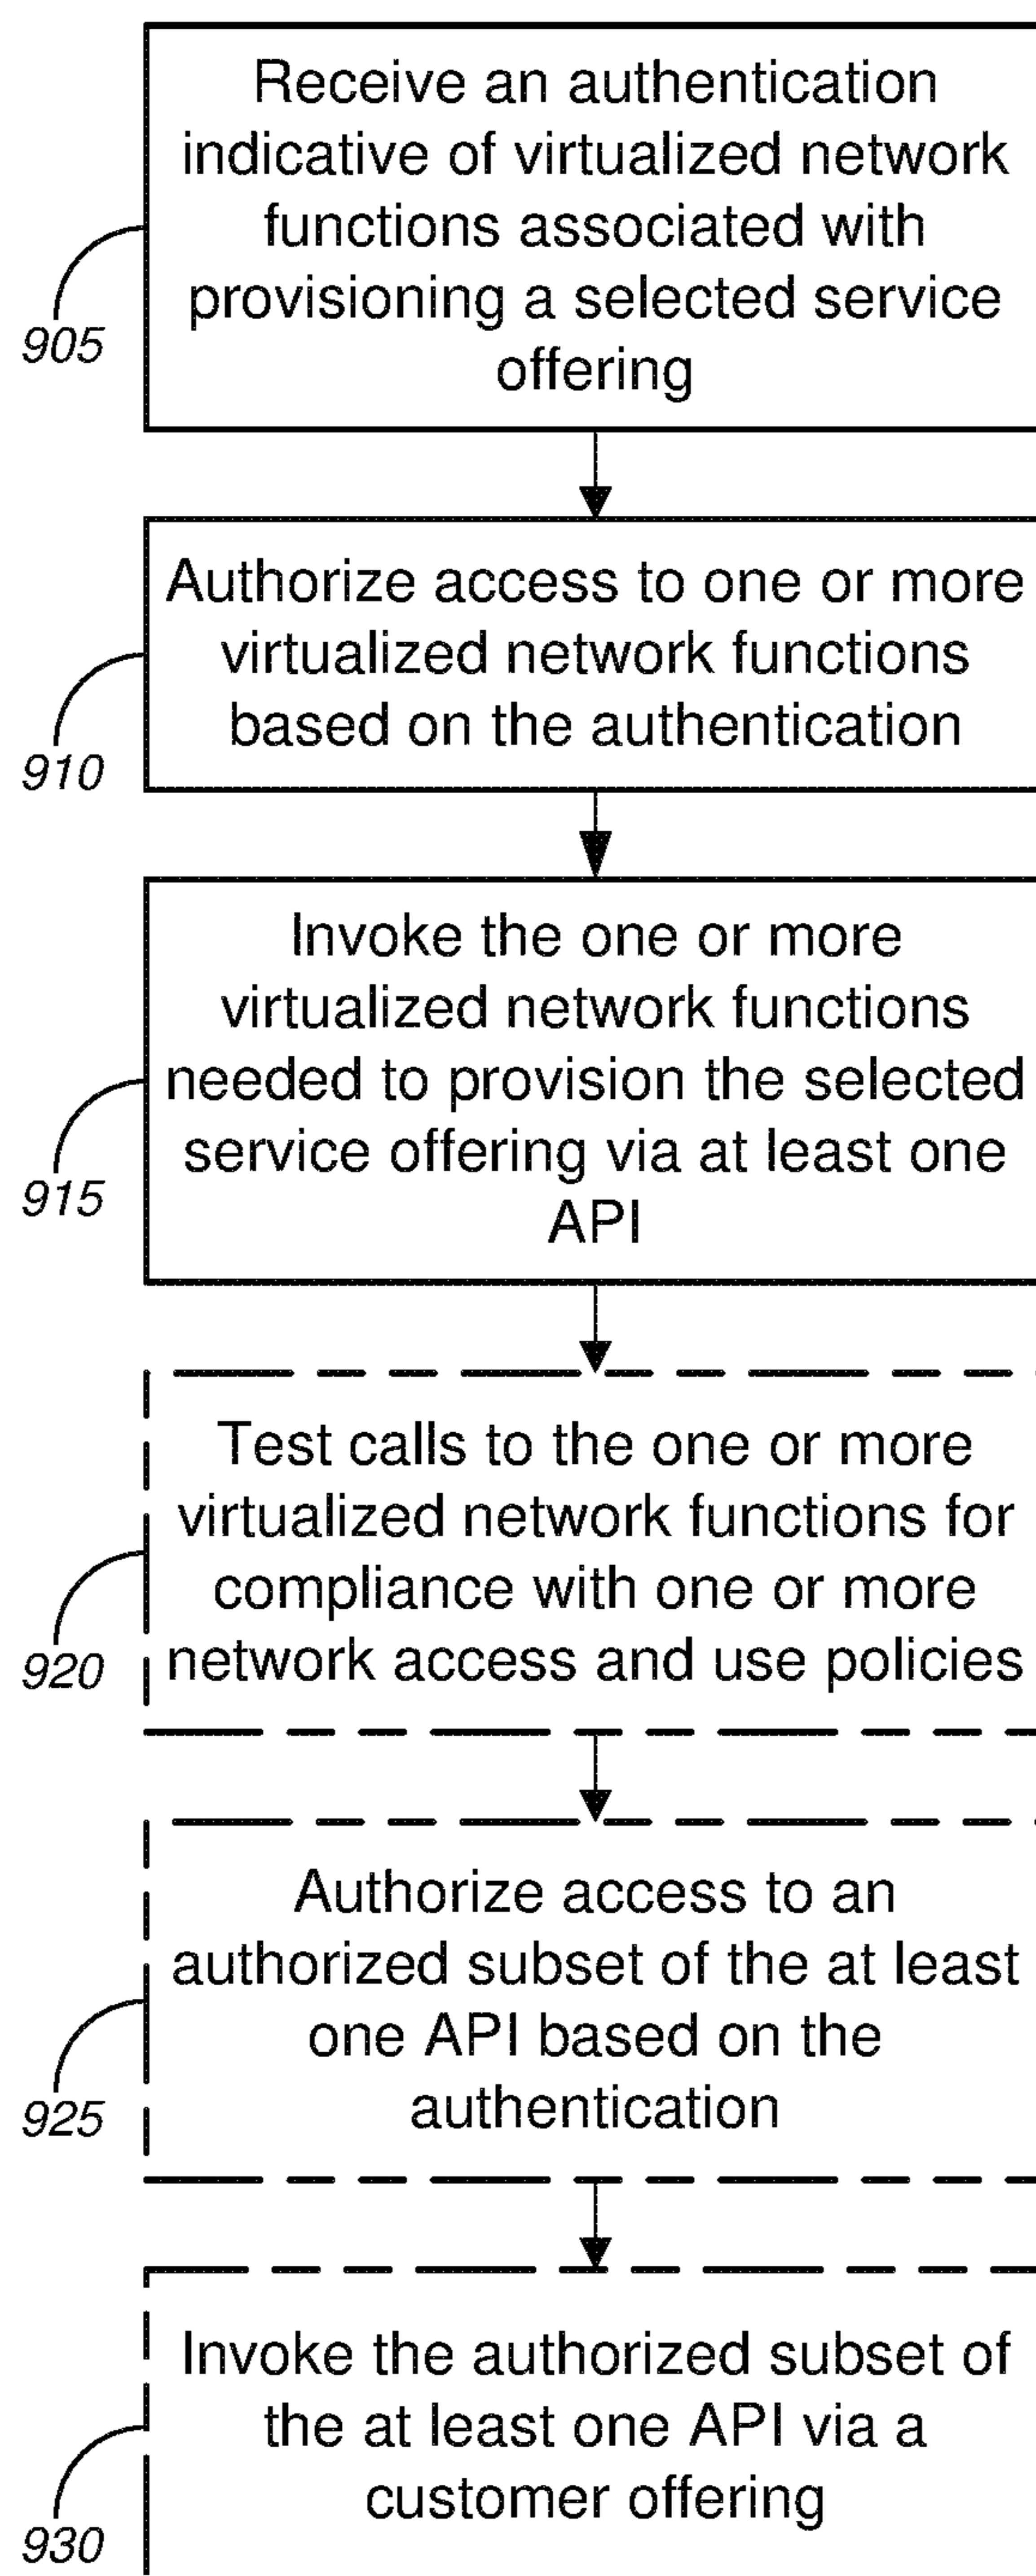 Receive an authentication
indicative of virtualized network
functions associated with
provisioning a selected service
offering
905
Authorize access to one or more
virtualized network functions
based on the authentication
910
Invoke the one or more
virtualized network functions
needed to provision the selected
service offering via at least one
API
915
Test calls to the one or more
virtualized network functions for
compliance with one or more
network access and use policies
920
Authorize access to an
authorized subset of the at least
one API based on the
authentication
925
Invoke the authorized subset of
the at least one API via a
customer offering
930